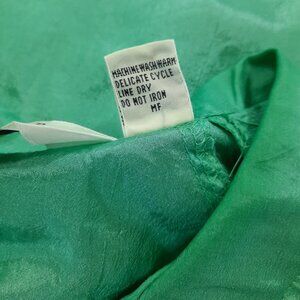 MACHINE WASH WARM
DELICATE CYCLE
LINE DRY
DO NOT IRON
MF